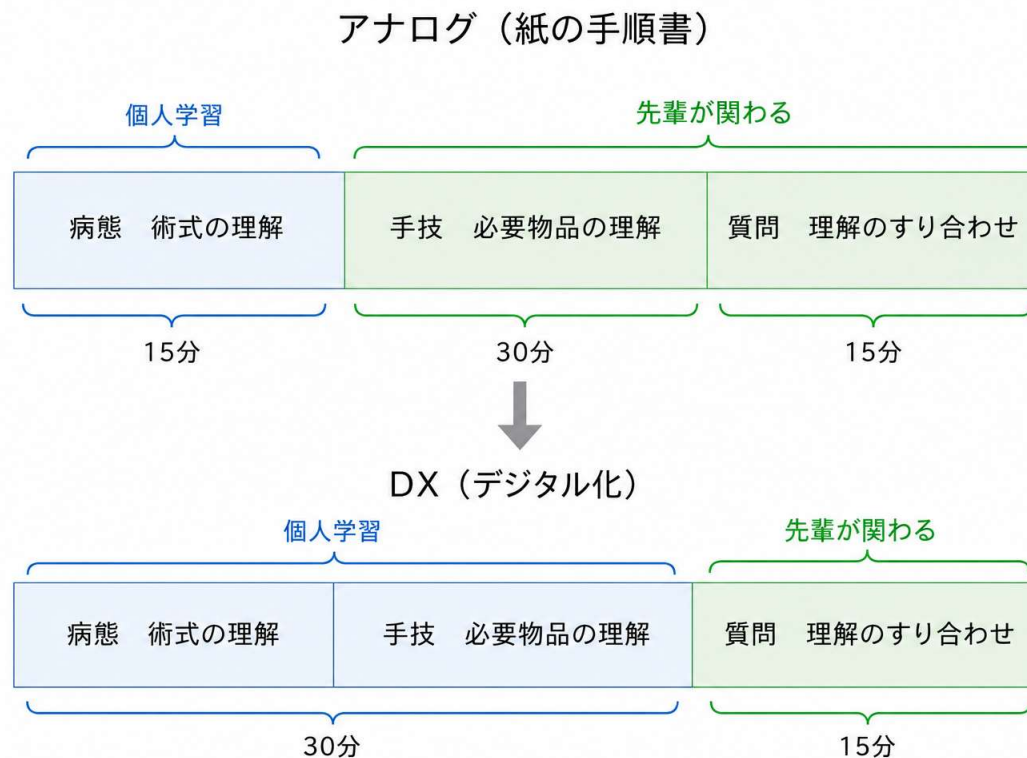 アナログ（紙の手順書）
個人学習　先輩が関わる
病態　術式の理解　手技　必要物品の理解　質問　理解のすり合わせ
15分　30分　15分
DX（デジタル化）
個人学習　先輩が関わる
病態　術式の理解　手技　必要物品の理解　質問　理解のすり合わせ
30分　15分